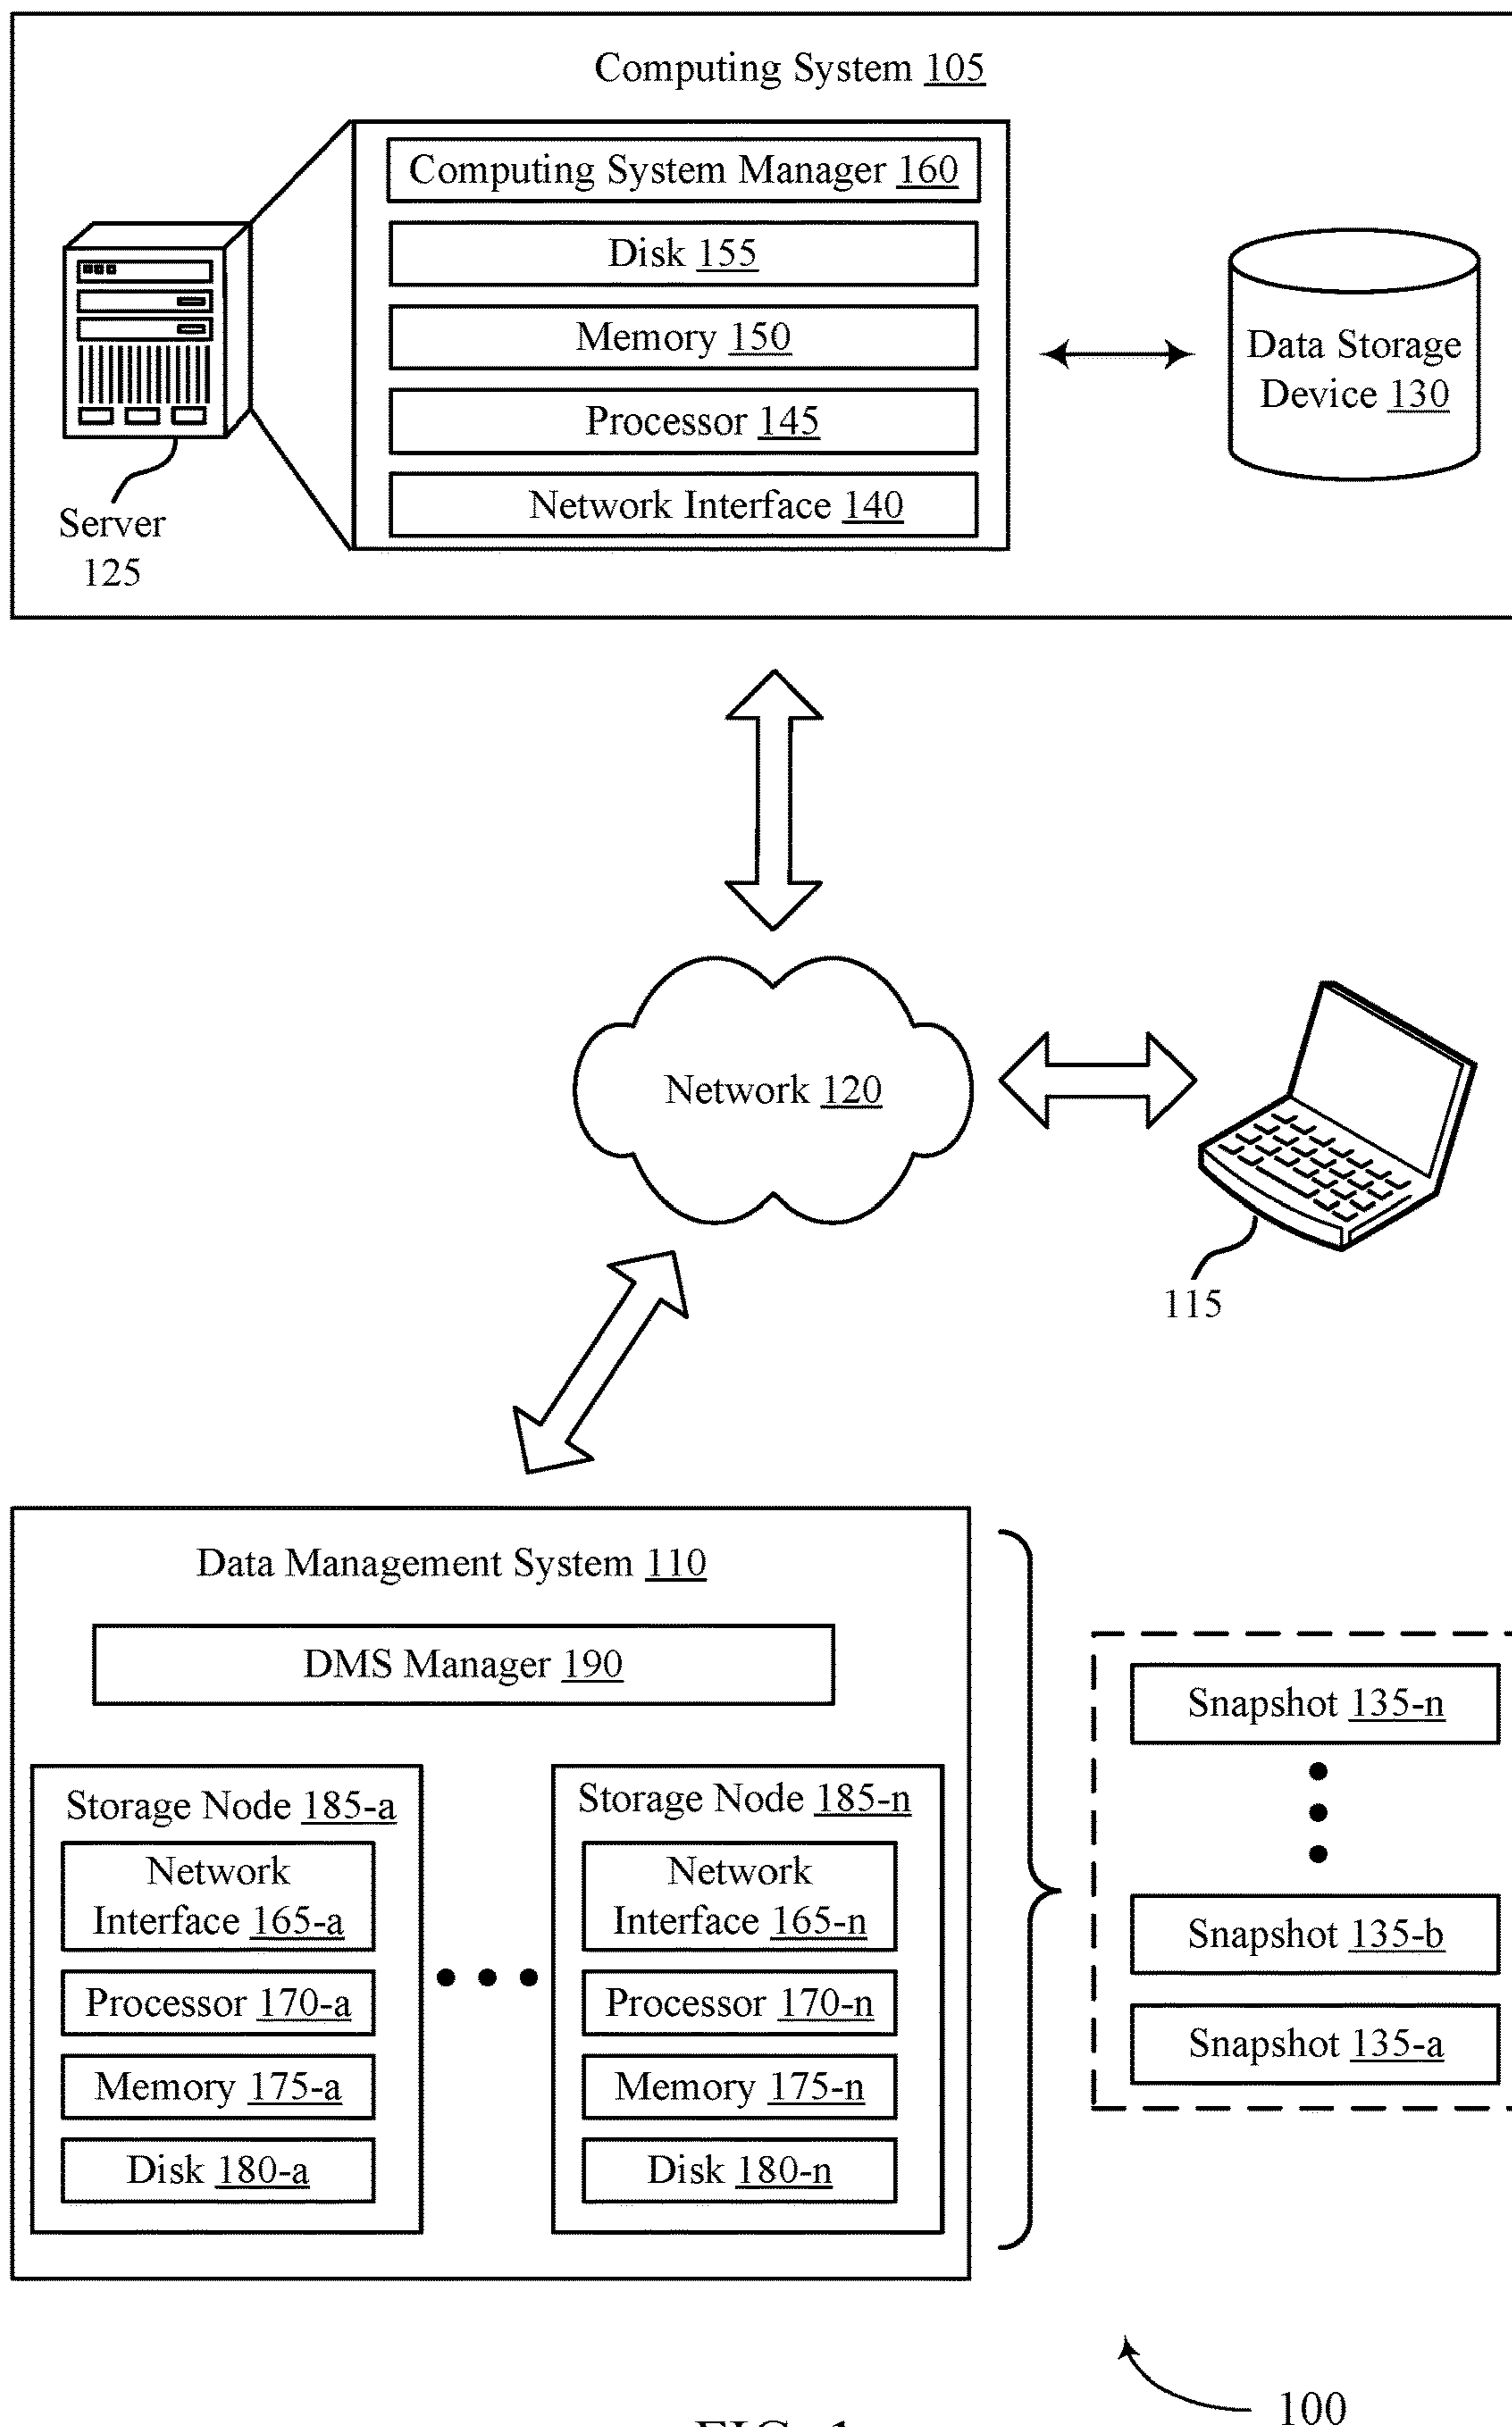 Computing System 105
Computing System Manager 160
Disk 155
Memory 150
Processor 145
Network Interface 140
Server
125
Data Storage
Device 130
Network 120
115
Data Management System 110
DMS Manager 190
Storage Node 185-a
Network
Interface 165-a
Processor 170-a
Memory 175-a
Disk 180-a
Storage Node 185-n
Network
Interface 165-n
Processor 170-n
Memory 175-n
Disk 180-n
Snapshot 135-n
Snapshot 135-b
Snapshot 135-a
100
FIG. 1